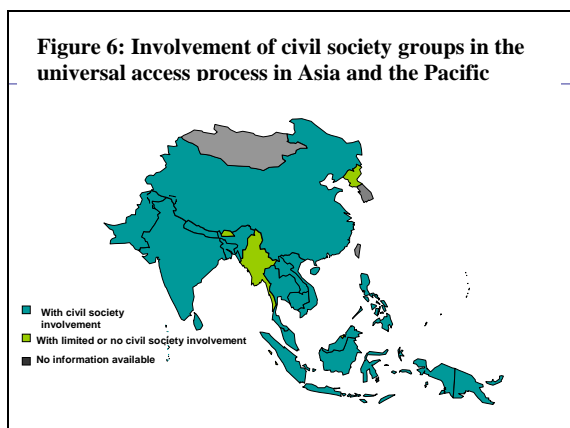 Figure 6: Involvement of civil society groups in the
universal access process in Asia and the Pacific
With civil society
involvement
With limited or no civil society involvement
No information available